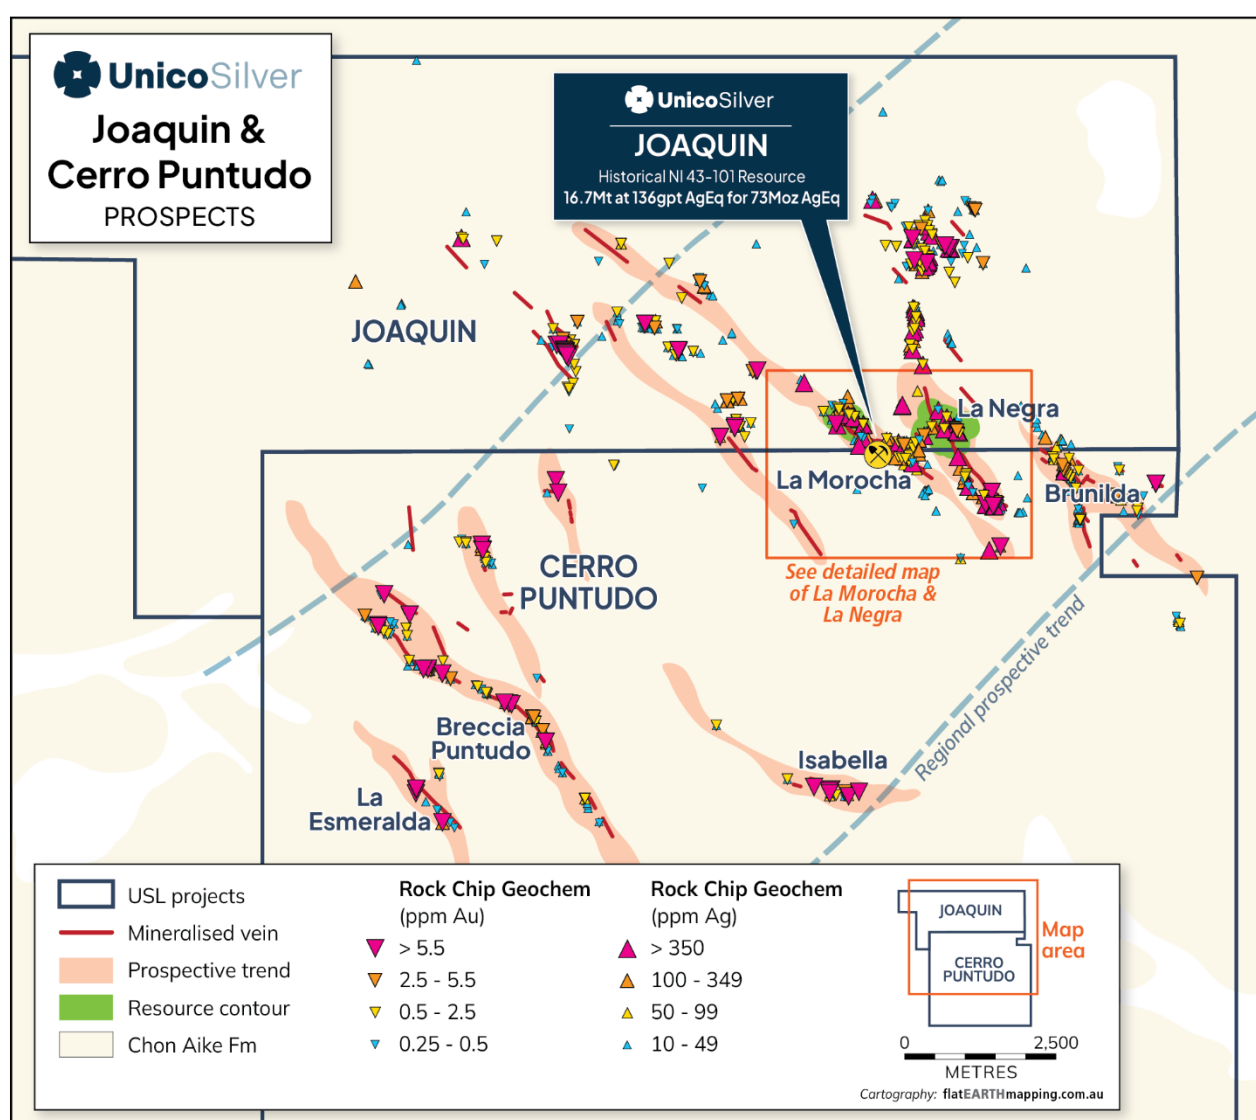 UnicoSilver
Joaquin &
Cerro Puntudo
PROSPECTS
UnicoSilver
JOAQUIN
Historical NI 43-101 Resource
16.7Mt at 136gpt AgEq for 73Moz AgEq
JOAQUIN
La Negra
La Morocha
Brunilda
CERRO
PUNTUDO
See detailed map
of La Morocha &
La Negra
Regional prospective trend
Breccia
Puntudo
Isabella
La
Esmeralda
USL projects
Mineralised vein
Prospective trend
Resource contour
Chon Aike Fm
Rock Chip Geochem
(ppm Au)
> 5.5
2.5 - 5.5
0.5 - 2.5
0.25 - 0.5
Rock Chip Geochem
(ppm Ag)
> 350
100 - 349
50 - 99
10 - 49
JOAQUIN
CERRO
PUNTUDO
Map
area
0 2,500
METRES
Cartography: flatEARTHmapping.com.au